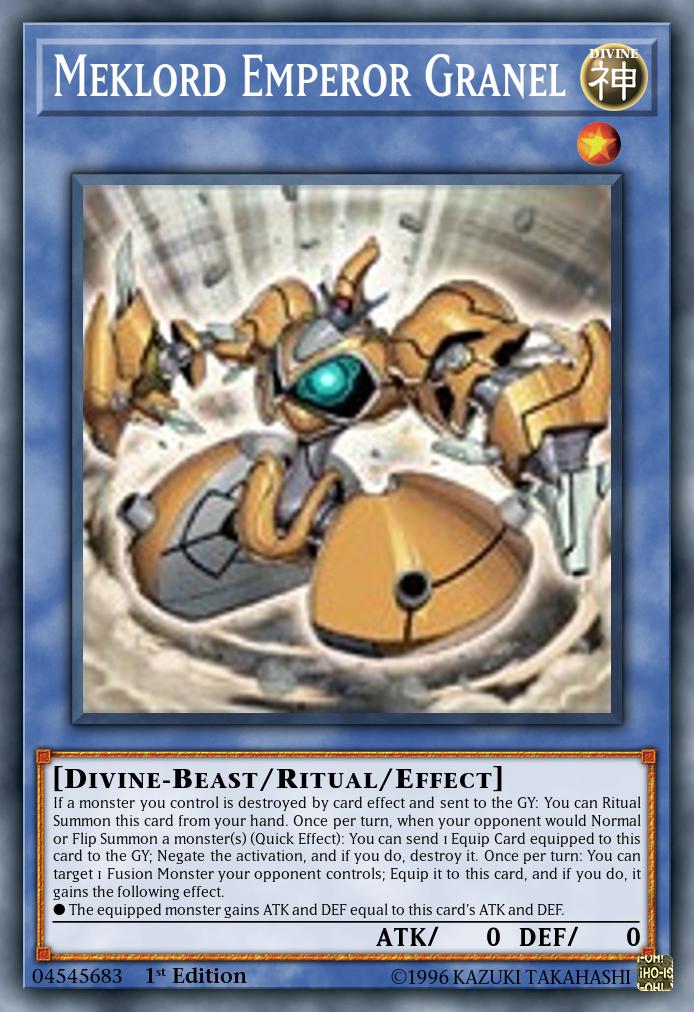 MEKLORD EMPEROR GRANEL
DIVINE
神
[DIVINE-BEAST/RITUAL/EFFECT]
If a monster you control is destroyed by card effect and sent to the GY: You can Ritual
Summon this card from your hand. Once per turn, when your opponent would Normal
or Flip Summon a monster(s) (Quick Effect): You can send 1 Equip Card equipped to this
card to the GY; Negate the activation, and if you do, destroy it. Once per turn: You can
target 1 Fusion Monster your opponent controls; Equip it to this card, and if you do, it
gains the following effect.
● The equipped monster gains ATK and DEF equal to this card's ATK and DEF.
ATK/ 0 DEF/ 0
04545683 1st Edition ©1996 KAZUKI TAKAHASHI